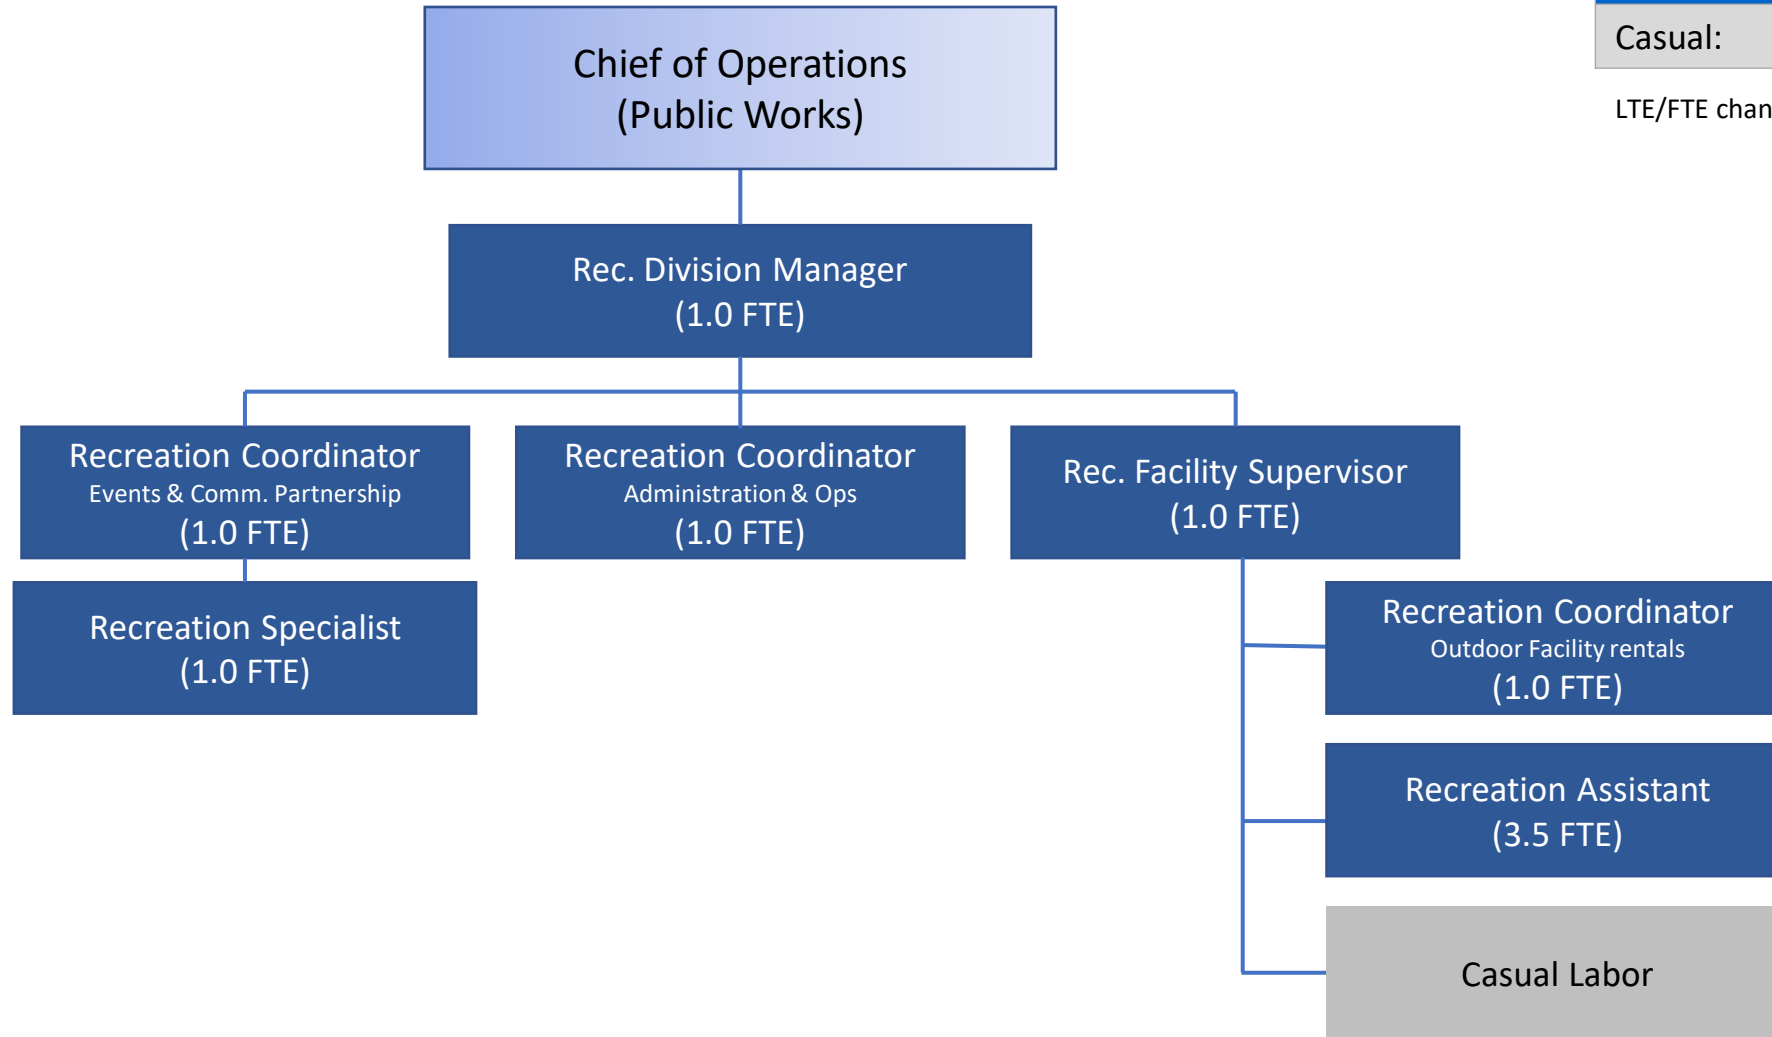 Chief of Operations
(Public Works)
Casual:
LTE/FTE
Rec. Division Manager
(1.0 FTE)
Recreation Coordinator
Events & Comm. Partnership
(1.0 FTE)
Recreation Coordinator
Administration & Ops
(1.0 FTE)
Rec. Facility Supervisor
(1.0 FTE)
Recreation Specialist
(1.0 FTE)
Recreation Coordinator
Outdoor Facility rentals
(1.0 FTE)
Recreation Assistant
(3.5 FTE)
Casual Labor